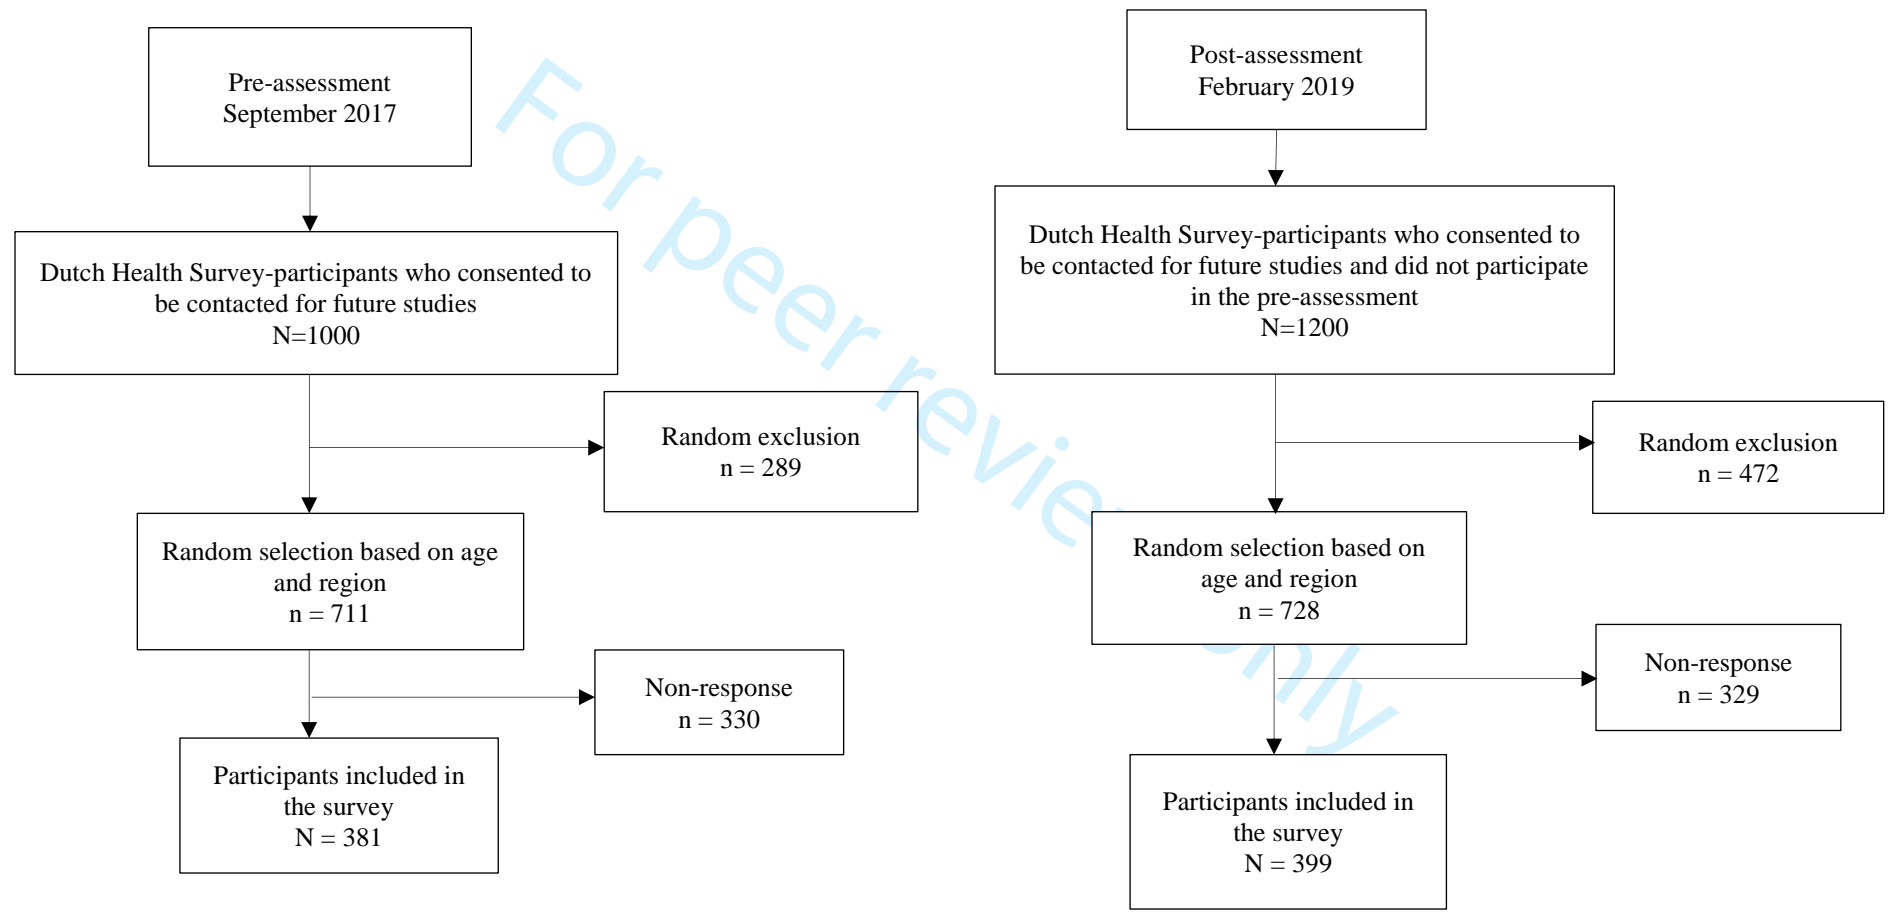 Pre-assessment
September 2017
Dutch Health Survey-participants who consented to
be contacted for future studies
N=1000
Random exclusion
n = 289
Random selection based on age
and region
n = 711
Non-response
n = 330
Participants included in
the survey
N = 381
Post-assessment
February 2019
Dutch Health Survey-participants who consented to
be contacted for future studies and did not participate
in the pre-assessment
N=1200
Random exclusion
n = 472
Random selection based on
age and region
n = 728
Non-response
n = 329
Participants included in
the survey
N = 399
For peer review only